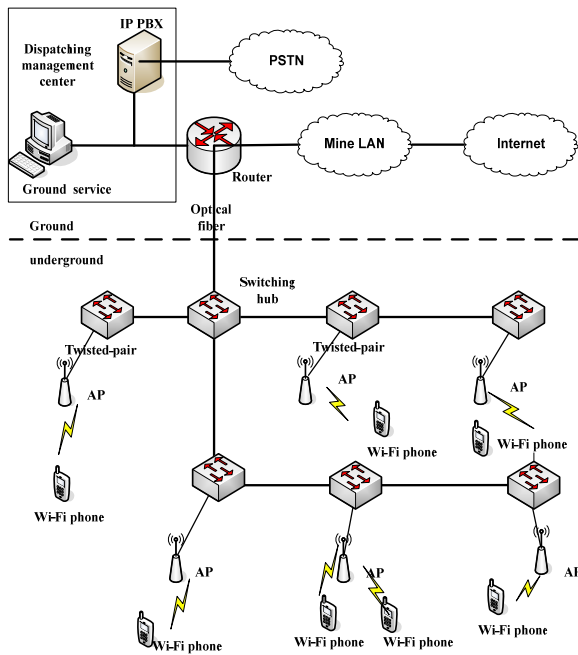 IP PBX
Dispatching
management
center
PSTN
Mine LAN
Internet
Ground service
Router
Optical
fiber
Ground
underground
Switching
hub
Twisted-pair
Twisted-pair
AP
AP
AP
Wi-Fi phone
Wi-Fi phone
Wi-Fi phone
AP
AP
AP
Wi-Fi phone
Wi-Fi phone
Wi-Fi phone
Wi-Fi phone